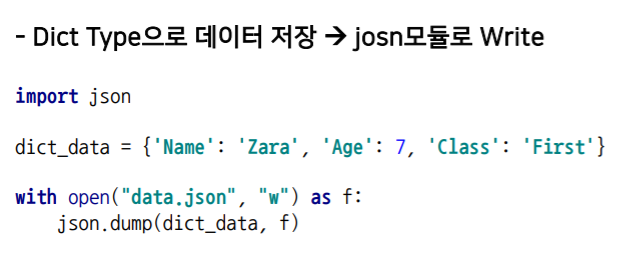 - Dict Type으로 데이터 저장 → josn모듈로 Write
import json
dict_data = {'Name': 'Zara', 'Age': 7, 'Class': 'First'}
with open("data.json", "w") as f:
    json.dump(dict_data, f)